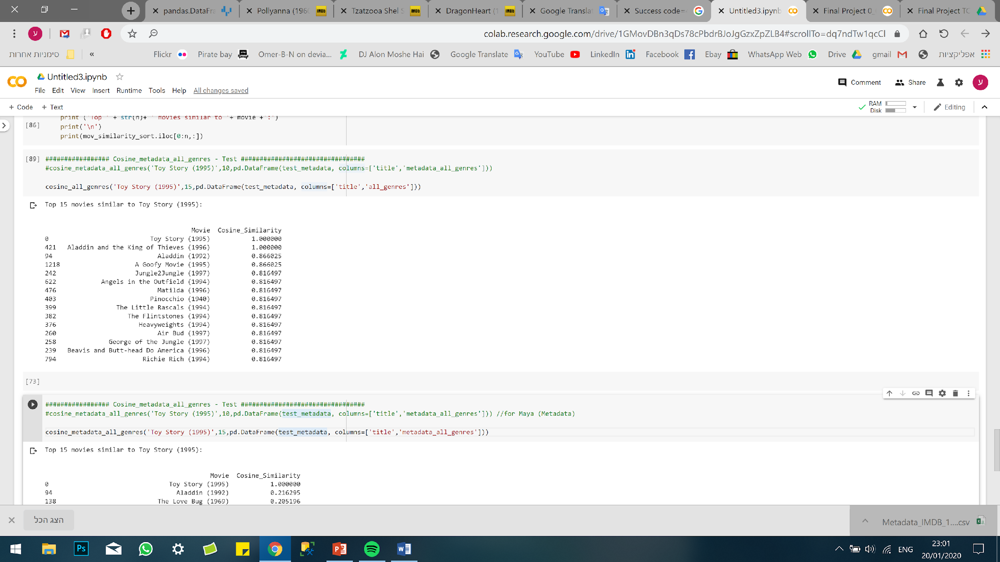 pandas.DataFra
Pollyanna (196
Tzatzooa Shel S
DragonHeart (1
Google Transla
Success code=
Untitled3.ipynb
Final Project 0_
Final Project TC
colab.research.google.com/drive/1GMovDBn3qDs78cPbdrBJoJgGzxZpZLB4#scrollTo=dq7ndTw1qcCl
סימניות אחרות « Flickr Pirate bay Omer-B-N on devia... DJ Alon Moshe Hai Google Translate YouTube LinkedIn Facebook Ebay WhatsApp Web Drive gmail אפליקציות
Untitled3.ipynb
Comment Share
File Edit View Insert Runtime Tools Help All changes saved
+ Code + Text
RAM
Disk
Editing
print ('Top ' + str(n)+ ' movies similar to '+ movie +':')
[86] print('\n')
print(mov_similarity_sort.iloc[0:n,:])
[89] ################# Cosine_metadata_all_genres - Test #################################
#cosine_metadata_all_genres('Toy Story (1995)',10,pd.DataFrame(test_metadata, columns=['title','metadata_all_genres']))
cosine_all_genres('Toy Story (1995)',15,pd.DataFrame(test_metadata, columns=['title','all_genres']))
Top 15 movies similar to Toy Story (1995):
Movie Cosine_Similarity
0 Toy Story (1995) 1.000000
421 Aladdin and the King of Thieves (1996) 1.000000
94 Aladdin (1992) 0.866025
1218 A Goofy Movie (1995) 0.866025
242 Jungle2Jungle (1997) 0.816497
622 Angels in the Outfield (1994) 0.816497
476 Matilda (1996) 0.816497
403 Pinocchio (1940) 0.816497
399 The Little Rascals (1994) 0.816497
382 The Flintstones (1994) 0.816497
376 Heavyweights (1994) 0.816497
260 Air Bud (1997) 0.816497
258 George of the Jungle (1997) 0.816497
239 Beavis and Butt-head Do America (1996) 0.816497
794 Richie Rich (1994) 0.816497
[73]
################# Cosine_metadata_all_genres - Test #################################
#cosine_metadata_all_genres('Toy Story (1995)',10,pd.DataFrame(test_metadata, columns=['title','metadata_all_genres'])) //for Maya (Metadata)
cosine_metadata_all_genres('Toy Story (1995)',15,pd.DataFrame(test_metadata, columns=['title','metadata_all_genres']))
Top 15 movies similar to Toy Story (1995):
Movie Cosine_Similarity
0 Toy Story (1995) 1.000000
94 Aladdin (1992) 0.216295
138 The Love Bug (1969) 0.205196
הצג הכל
Metadata_IMDB_1....csv
ENG
23:01
20/01/2020